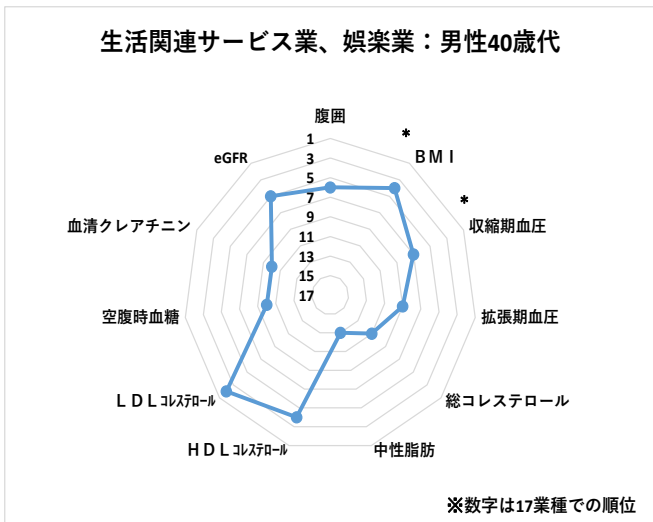 生活関連サービス業、娯楽業：男性40歳代
腹囲
※
ＢＭＩ
※
収縮期血圧
拡張期血圧
総コレステロール
中性脂肪
ＨＤＬコレステロール
ＬＤＬコレステロール
空腹時血糖
血清クレアチニン
eGFR
1
3
5
7
9
11
13
15
17
※数字は17業種での順位